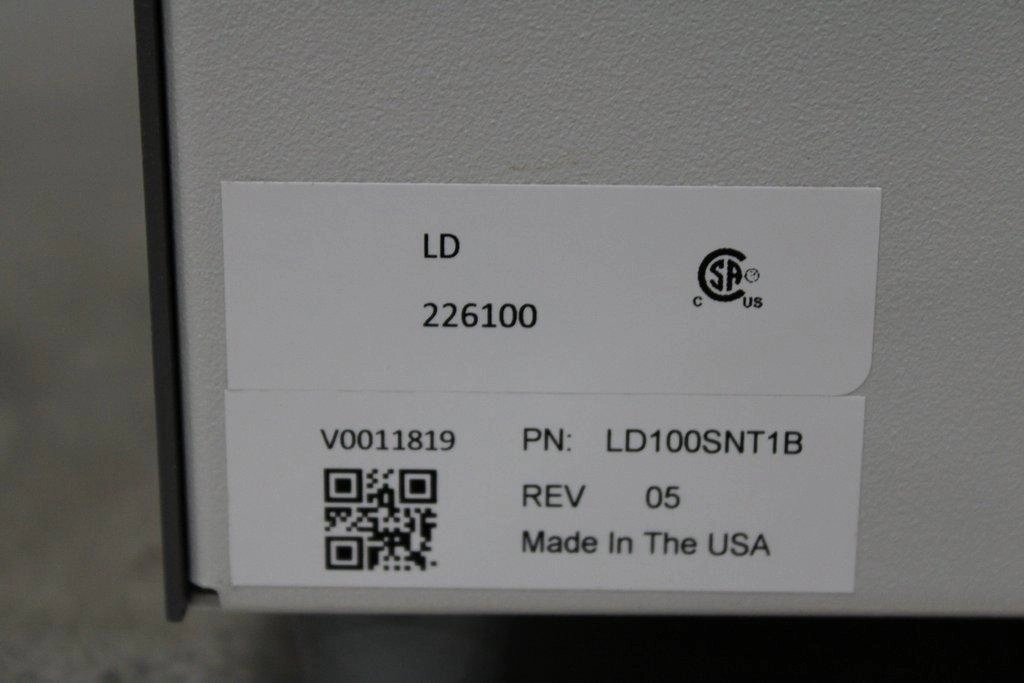 LD
226100
C SA US
V0011819
PN: LD100SNT1B
REV 05
Made In The USA